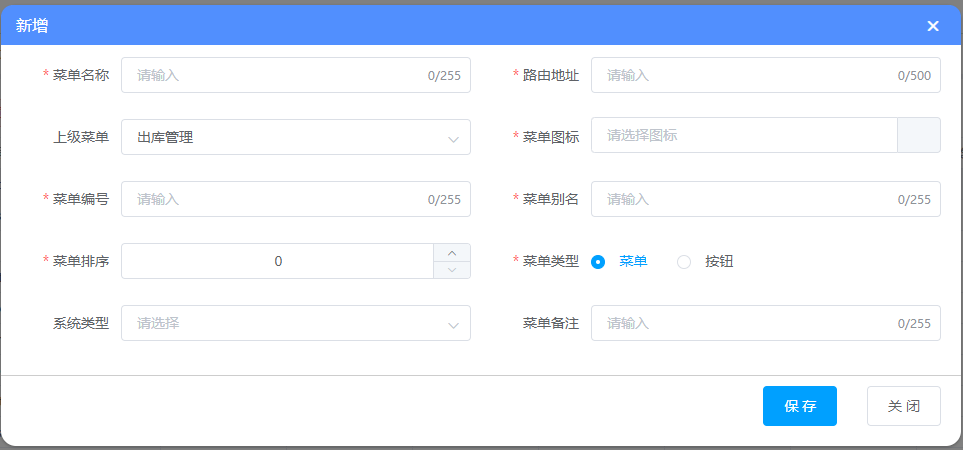 新增
* 菜单名称 请输入 0/255 * 路由地址 请输入 0/500
上级菜单 出库管理 * 菜单图标 请选择图标
* 菜单编号 请输入 0/255 * 菜单别名 请输入 0/255
* 菜单排序 0 * 菜单类型 菜单 按钮
系统类型 请选择 菜单备注 请输入 0/255
保存 关闭